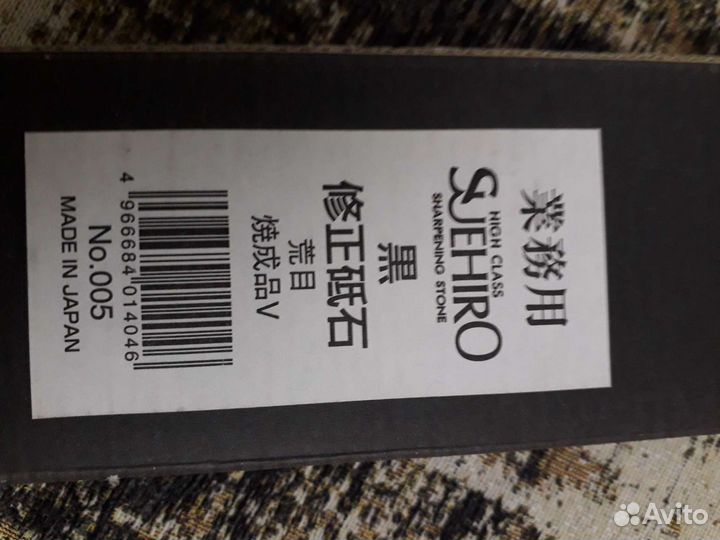 業務用
SUEHIRO
HIGH CLASS
SHARPENING STONE
黒
修正砥石
荒目
焼成品V
4 966684 014046
No.005
MADE IN JAPAN
Avito